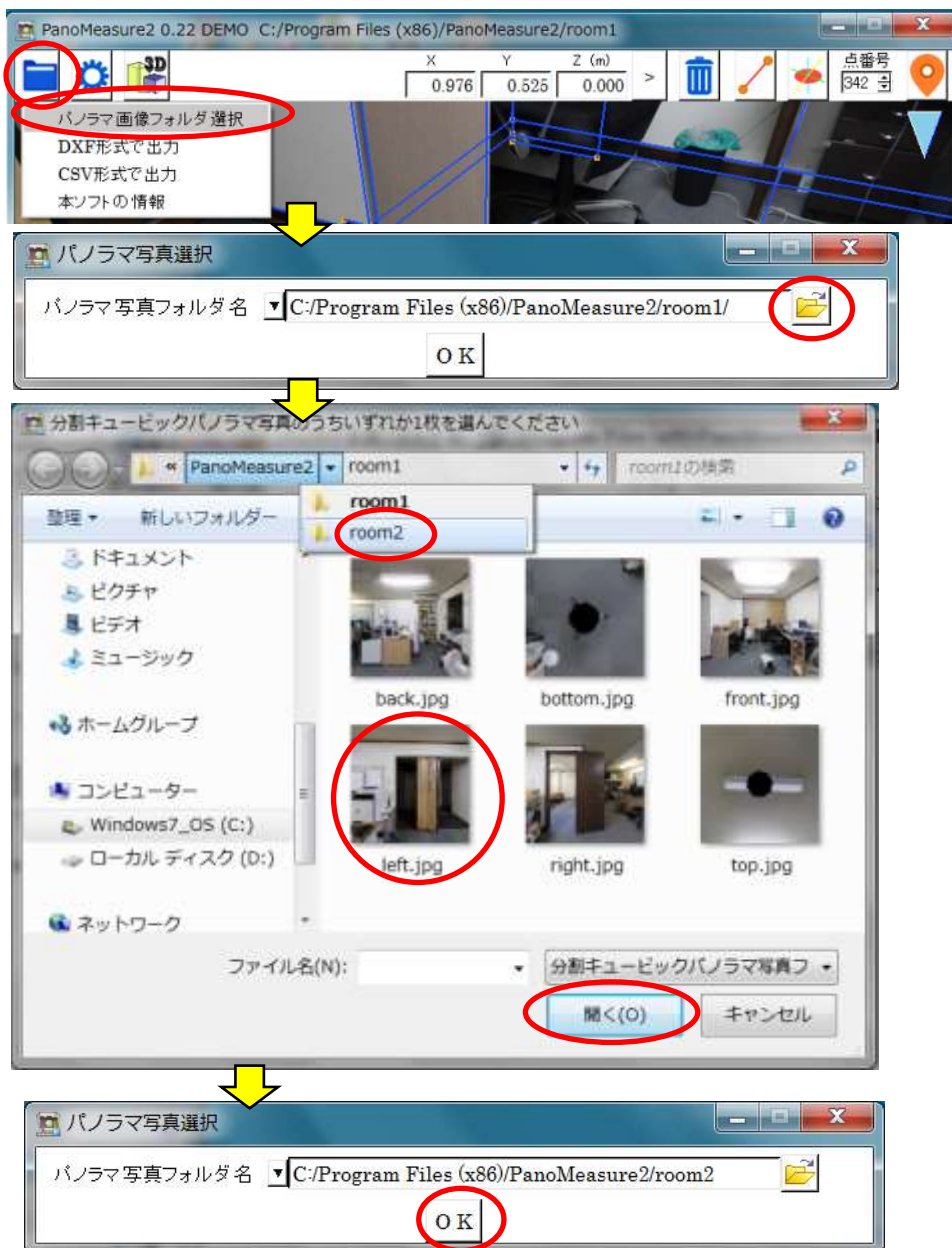 PanoMeasure2 0.22 DEMO C:/Program Files (x86)/PanoMeasure2/room1
3D
X Y Z (m)
0.976 0.525 0.000 >
点番号
342
パノラマ画像フォルダ選択
DXF形式で出力
CSV形式で出力
本ソフトの情報
パノラマ写真選択
パノラマ写真フォルダ名 ▼ C:/Program Files (x86)/PanoMeasure2/room1/
OK
分割キュービックパノラマ写真のうちいずれか1枚を選んでください
« PanoMeasure2 room1
room1の検索
room1
room2
整理 新しいフォルダー
ドキュメント
ピクチャ
ビデオ
ミュージック
ホームグループ
コンピューター
Windows7_OS (C:)
ローカル ディスク (D:)
ネットワーク
back.jpg bottom.jpg front.jpg
left.jpg right.jpg top.jpg
ファイル名(N):
分割キュービックパノラマ写真フ
開く(O) キャンセル
パノラマ写真選択
パノラマ写真フォルダ名 ▼ C:/Program Files (x86)/PanoMeasure2/room2
OK